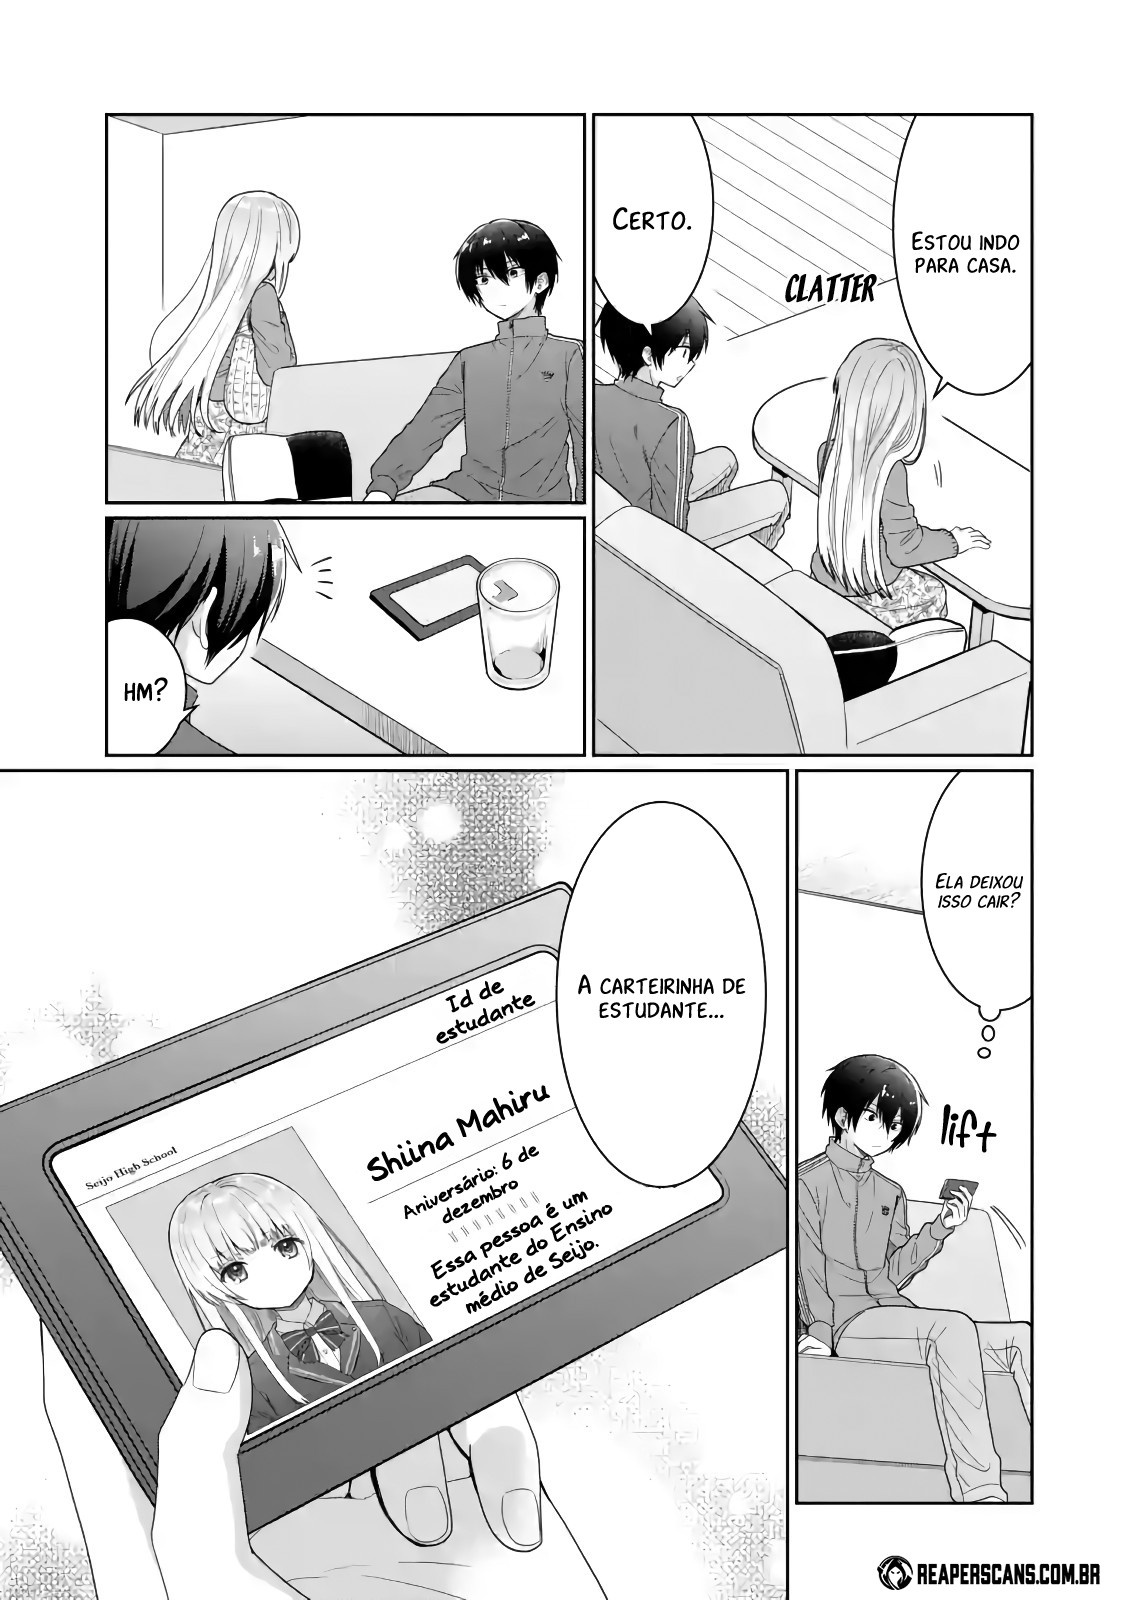 Estou indo
para casa.
Certo.
CLATTER
HM?
Ela deixou
isso cair?
lift
A carteirinha de
estudante...
Id de
estudante
Seijo High School
Shiina Mahiru
Aniversário: 6 de
dezembro
Essa pessoa é um
estudante do Ensino
médio de Seijo.
REAPERSCANS.COM.BR